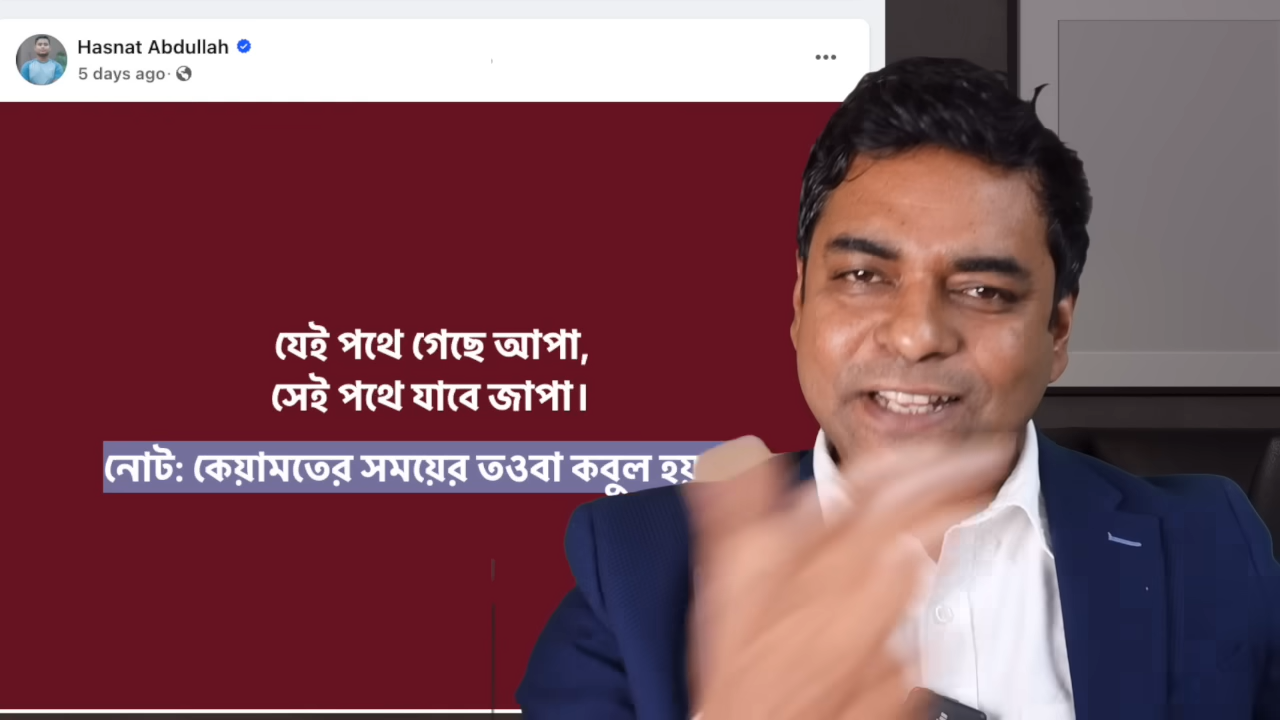 Hasnat Abdullah
5 days ago ·
যেই পথে গেছে আপা,
সেই পথে যাবে জাপা।
নোট: কেয়ামতের সময়ের তওবা কবুল হয়